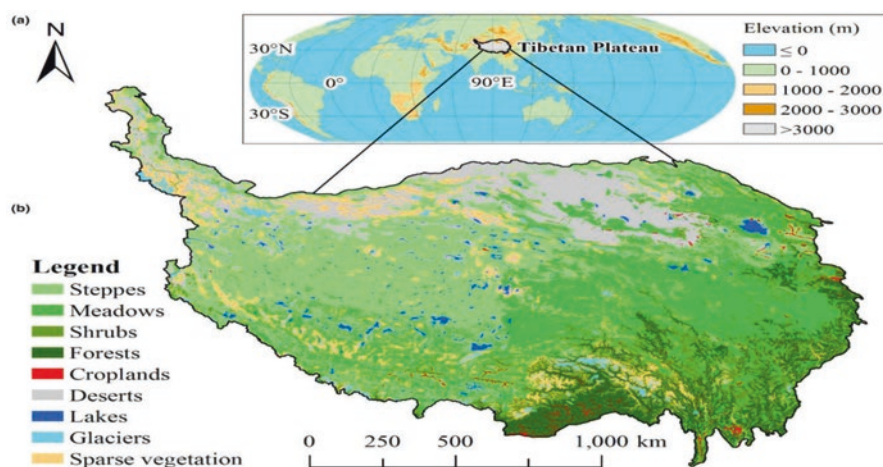 (a)
N
30°N
0°
30°S
90°E
Tibetan Plateau
Elevation (m)
≤ 0
0 - 1000
1000 - 2000
2000 - 3000
>3000
(b)
Legend
Steppes
Meadows
Shrubs
Forests
Croplands
Deserts
Lakes
Glaciers
Sparse vegetation
0 250 500 1,000 km